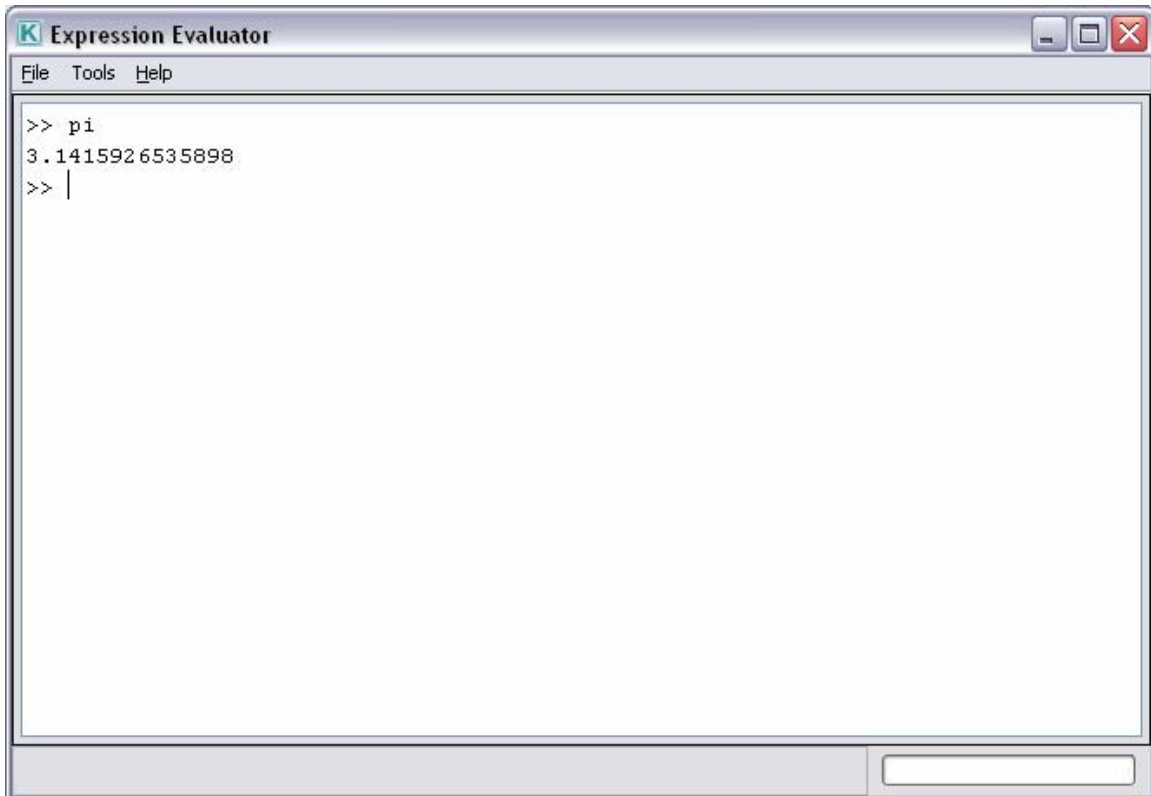 K Expression Evaluator
File Tools Help
>> pi
3.1415926535898
>>